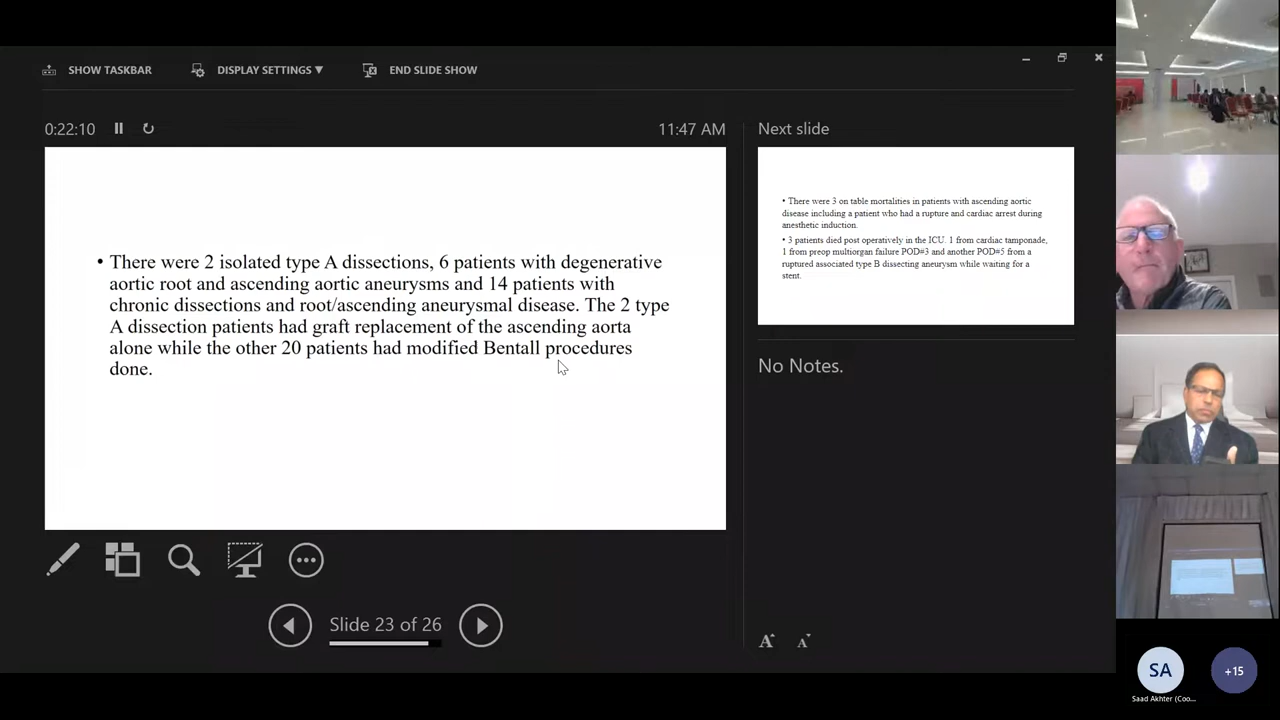 SHOW TASKBAR
DISPLAY SETTINGS ▼
END SLIDE SHOW
0:22:10
11:47 AM
• There were 2 isolated type A dissections, 6 patients with degenerative
aortic root and ascending aortic aneurysms and 14 patients with
chronic dissections and root/ascending aneurysmal disease. The 2 type
A dissection patients had graft replacement of the ascending aorta
alone while the other 20 patients had modified Bentall procedures
done.
Slide 23 of 26
Next slide
• There were 3 on table mortalities in patients with ascending aortic
disease including a patient who had a rupture and cardiac arrest during
anesthetic induction.
• 3 patients died post operatively in the ICU. 1 from cardiac tamponade,
1 from preop multiorgan failure POD#3 and another POD#5 from a
ruptured associated type B dissecting aneurysm while waiting for a
stent.
No Notes.
A A
SA
Saad Akhter (Coo...
+15